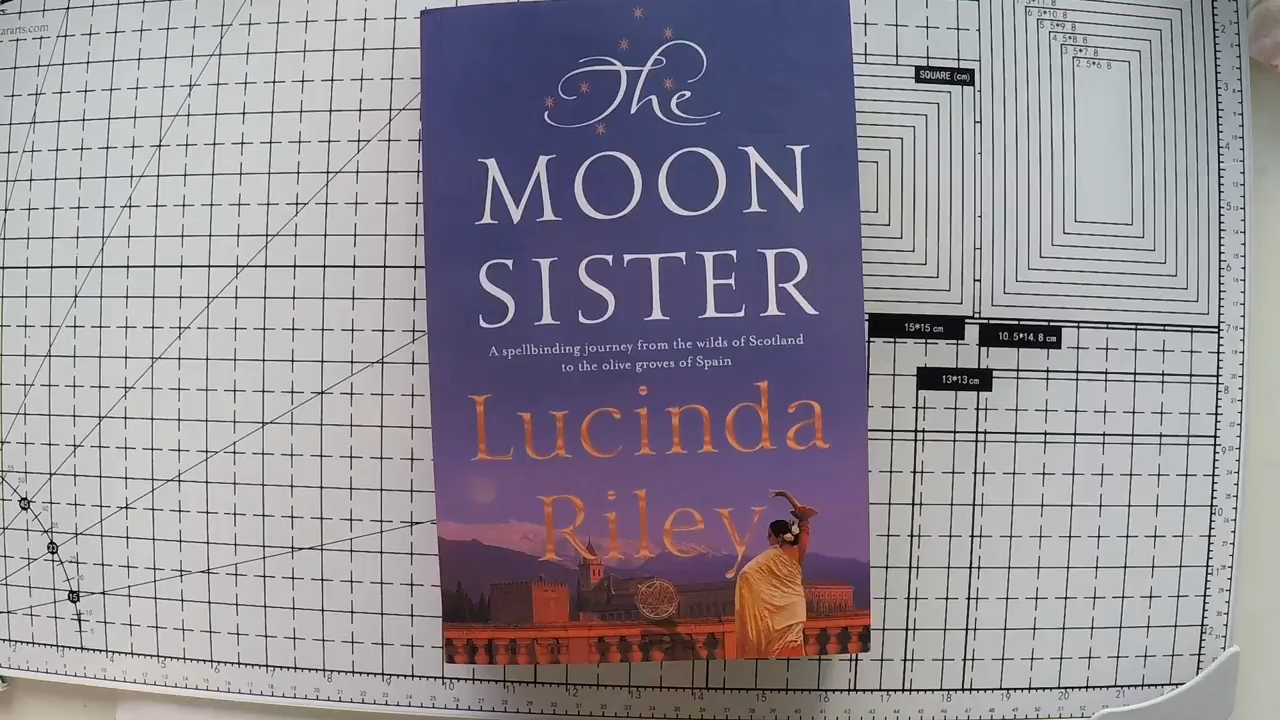 The
MOON
SISTER
A spellbinding journey from the wilds of Scotland
to the olive groves of Spain
Lucinda
Riley
ararts.com
6.5*10.8
5.5*9.8
4.5*8.8
3.5*7.8
2.5*6.8
SQUARE (cm)
15*15 cm
10.5*14.8 cm
13*13 cm